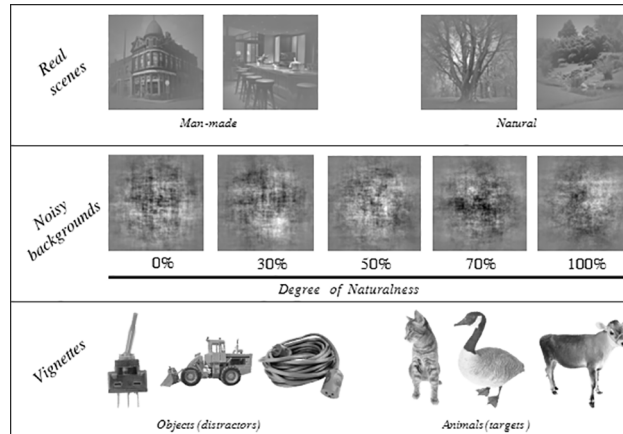 Real
scenes
Man-made
Natural
Noisy
backgrounds
0%
30%
50%
70%
100%
Degree of Naturalness
Vignettes
Objects (distractors)
Animals (targets )